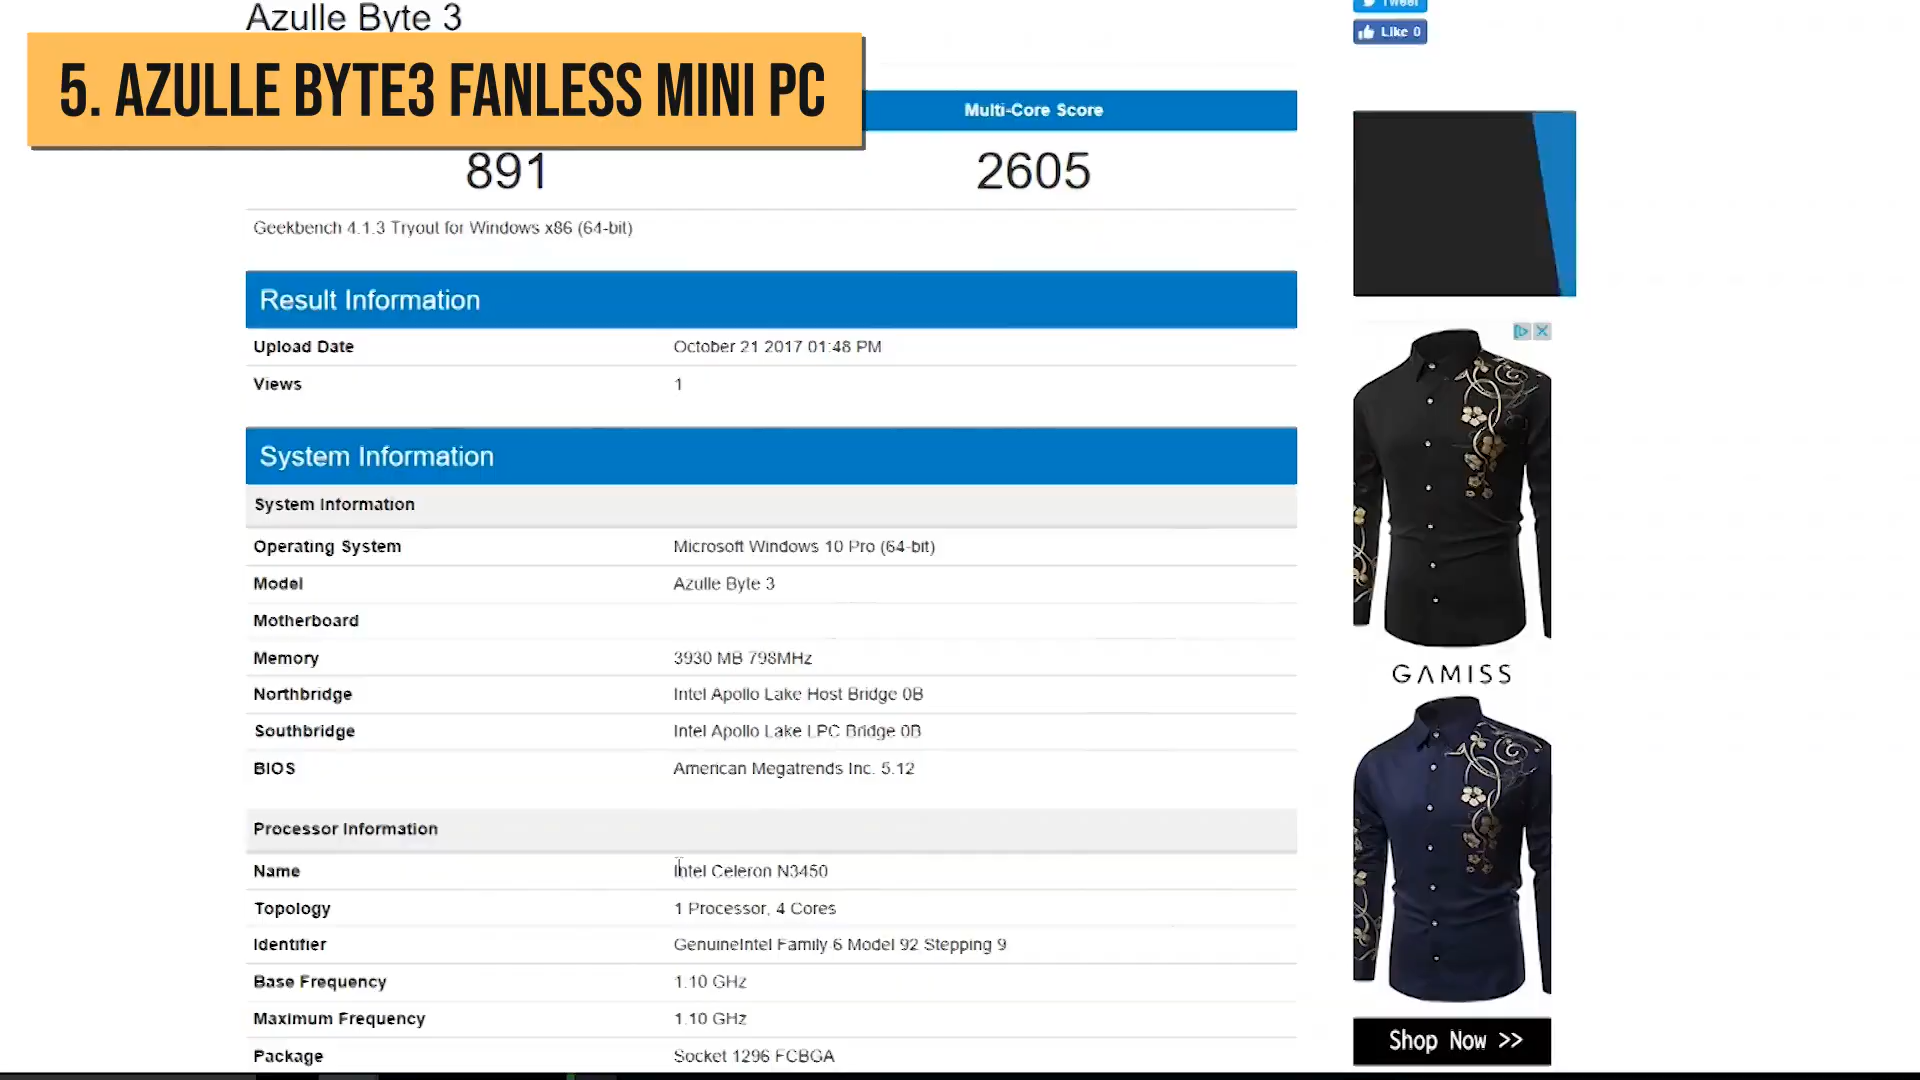 Azulle Byte 3
5. AZULLE BYTE3 FANLESS MINI PC
Tweet
Like 0
Multi-Core Score
891
2605
Geekbench 4.1.3 Tryout for Windows x86 (64-bit)
Result Information
Upload Date October 21 2017 01:48 PM
Views 1
System Information
System Information
Operating System Microsoft Windows 10 Pro (64-bit)
Model Azulle Byte 3
Motherboard
Memory 3930 MB 798MHz
Northbridge Intel Apollo Lake Host Bridge 0B
Southbridge Intel Apollo Lake LPC Bridge 0B
BIOS American Megatrends Inc. 5.12
Processor Information
Name Intel Celeron N3450
Topology 1 Processor, 4 Cores
Identifier GenuineIntel Family 6 Model 92 Stepping 9
Base Frequency 1.10 GHz
Maximum Frequency 1.10 GHz
Package Socket 1296 FCBGA
GAMISS
Shop Now >>